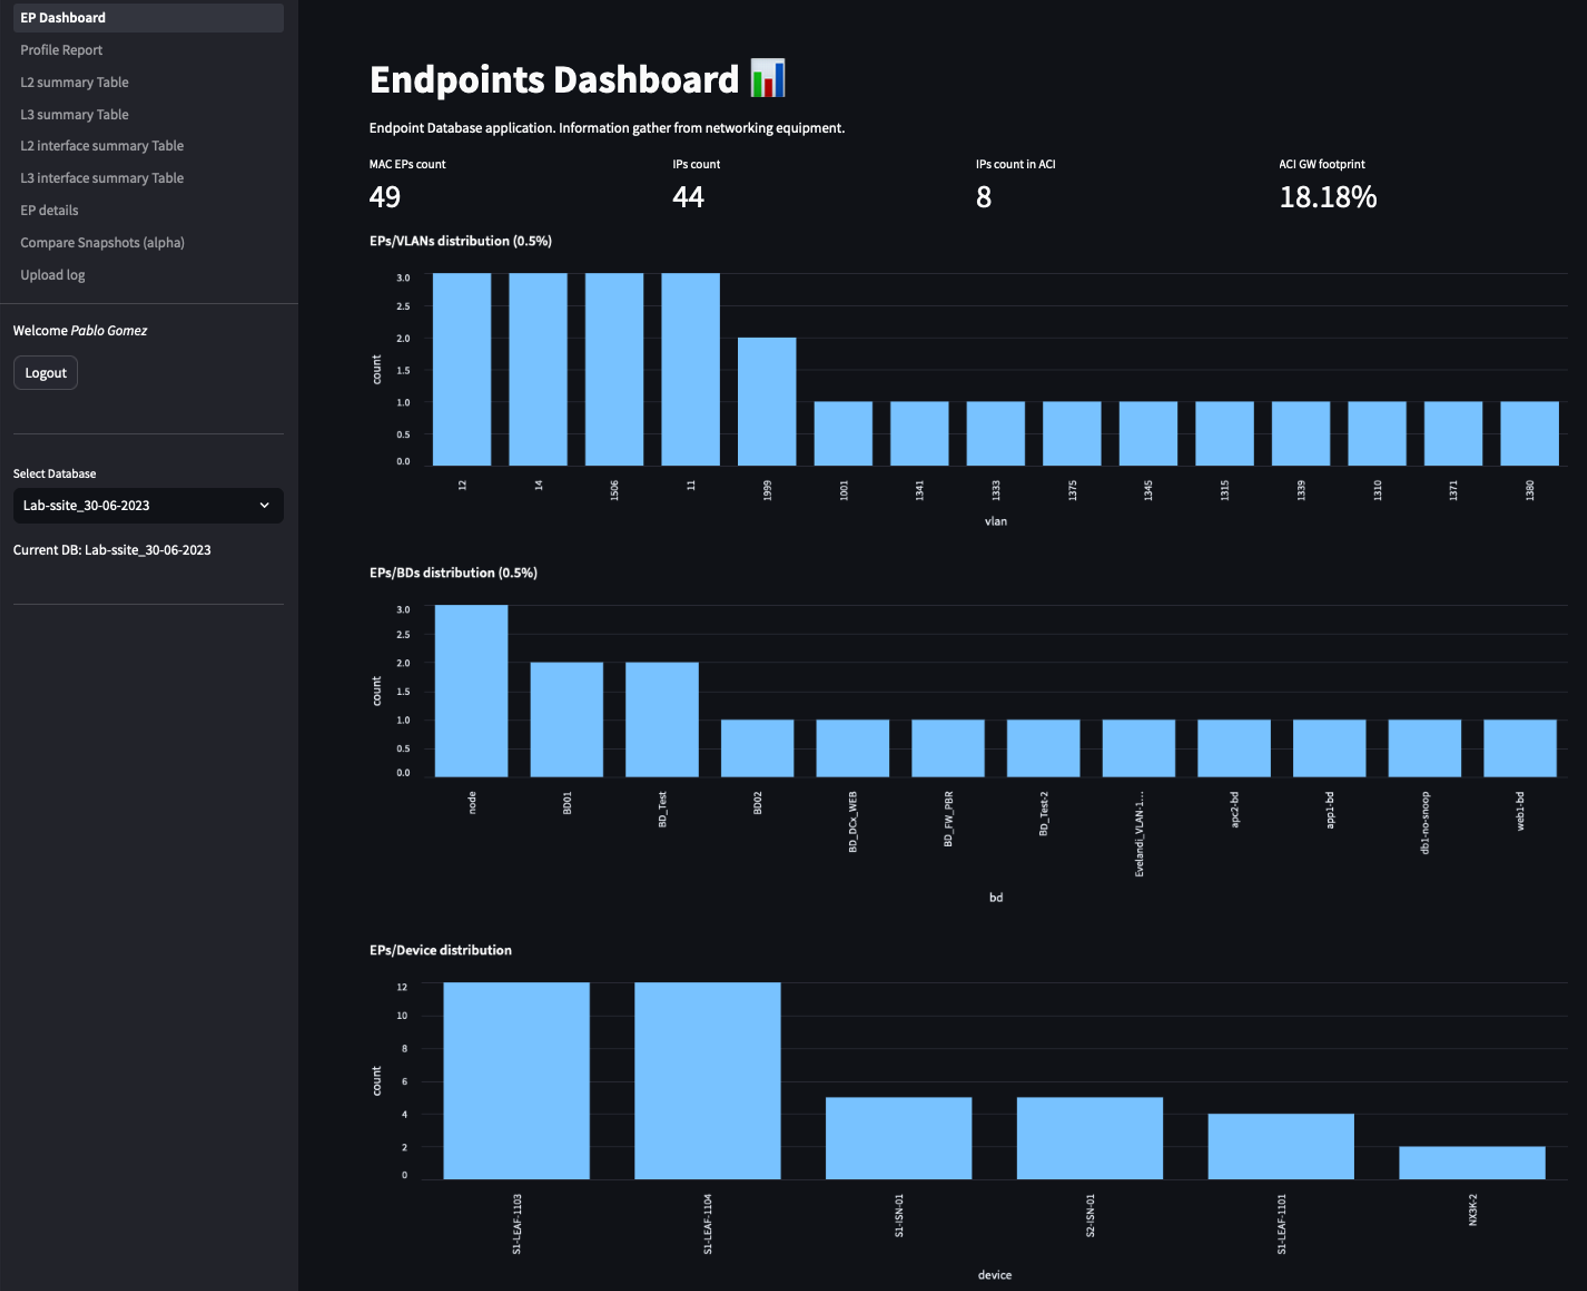 EP Dashboard
Profile Report
L2 summary Table
L3 summary Table
L2 interface summary Table
L3 interface summary Table
EP details
Compare Snapshots (alpha)
Upload log
Welcome Pablo Gomez
Logout
Select Database
Lab-ssite_30-06-2023
Current DB: Lab-ssite_30-06-2023
Endpoints Dashboard
Endpoint Database application. Information gather from networking equipment.
MAC EPs count
49
IPs count
44
IPs count in ACI
8
ACI GW footprint
18.18%
EPs/VLANs distribution (0.5%)
count
3.0
2.5
2.0
1.5
1.0
0.5
0.0
12
14
1506
11
1999
1001
1341
1333
1375
1345
1315
1339
1310
1371
1380
vlan
EPs/BDs distribution (0.5%)
count
3.0
2.5
2.0
1.5
1.0
0.5
0.0
node
BD01
BD_Test
BD02
BD_DCx_WEB
BD_FW_PBR
BD_Test-2
Evelandi_VLAN-1...
apc2-bd
app1-bd
db1-no-snoop
web1-bd
bd
EPs/Device distribution
count
12
10
8
6
4
2
0
S1-LEAF-1103
S1-LEAF-1104
S1-ISN-01
S2-ISN-01
S1-LEAF-1101
NX3K-2
device